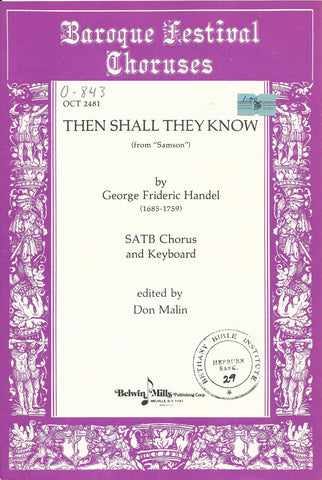 Baroque Festival
Choruses
O-843
OCT 2481
THEN SHALL THEY KNOW
(from "Samson")
by
George Frideric Handel
(1685-1759)
SATB Chorus
and Keyboard
edited by
Don Malin
BETHANY BIBLE INSTITUTE
HEPBURN
SASK.
29
Belwin Mills Publishing Corp.
MELVILLE, N.Y. 11747